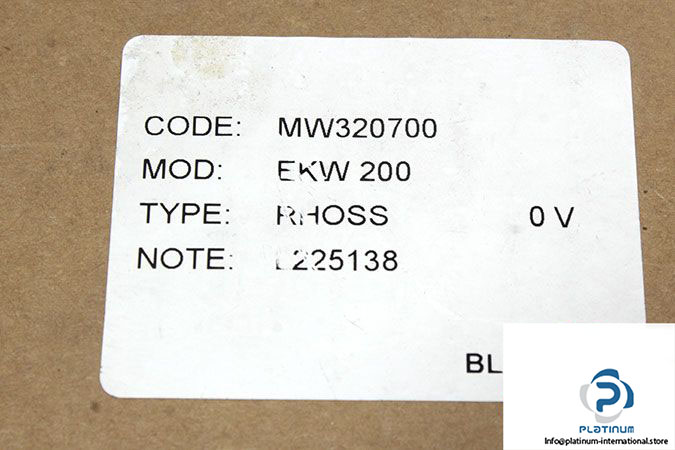 CODE: MW320700
MOD: EKW 200
TYPE: RHOSS 0 V
NOTE: 225138
BL
PLATINUM
Info@platinum-international.store